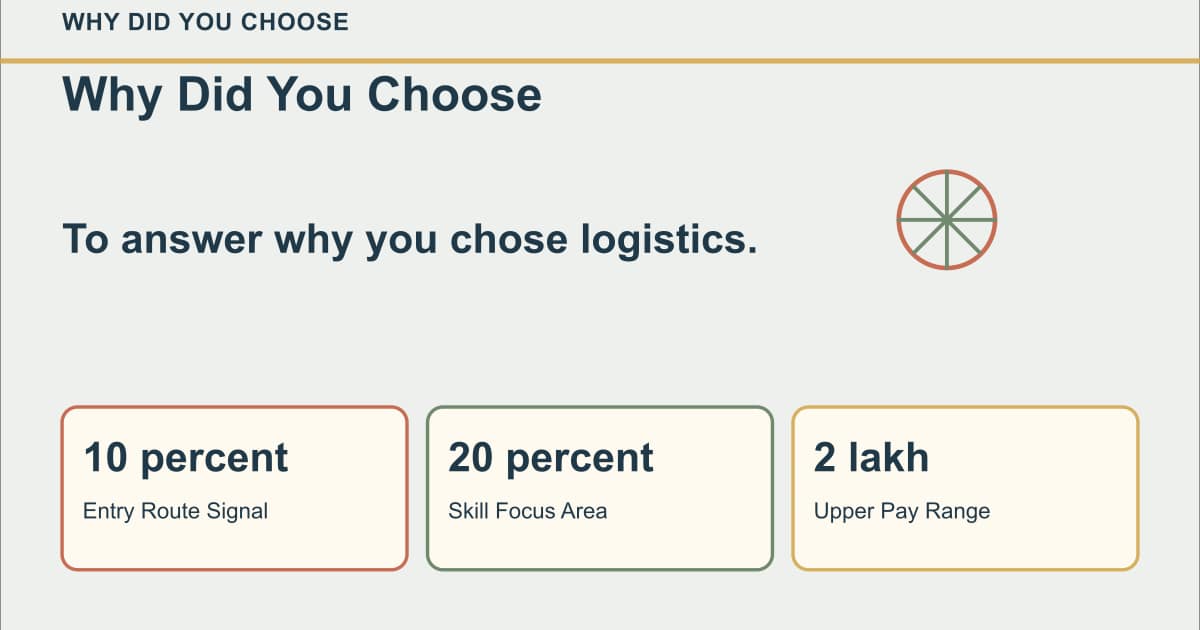 WHY DID YOU CHOOSE
Why Did You Choose
To answer why you chose logistics.
10 percent
Entry Route Signal
20 percent
Skill Focus Area
2 lakh
Upper Pay Range